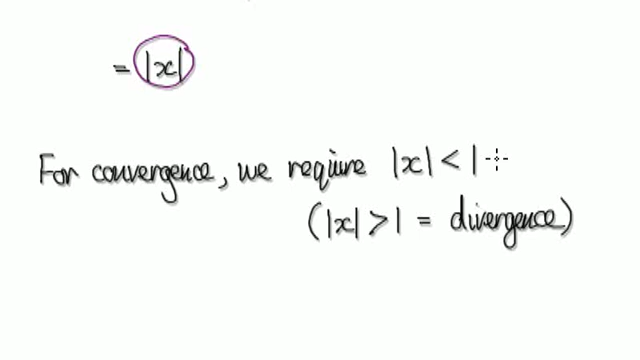 = |x|
For convergence, we require |x| < 1
(|x| > 1 = divergence)